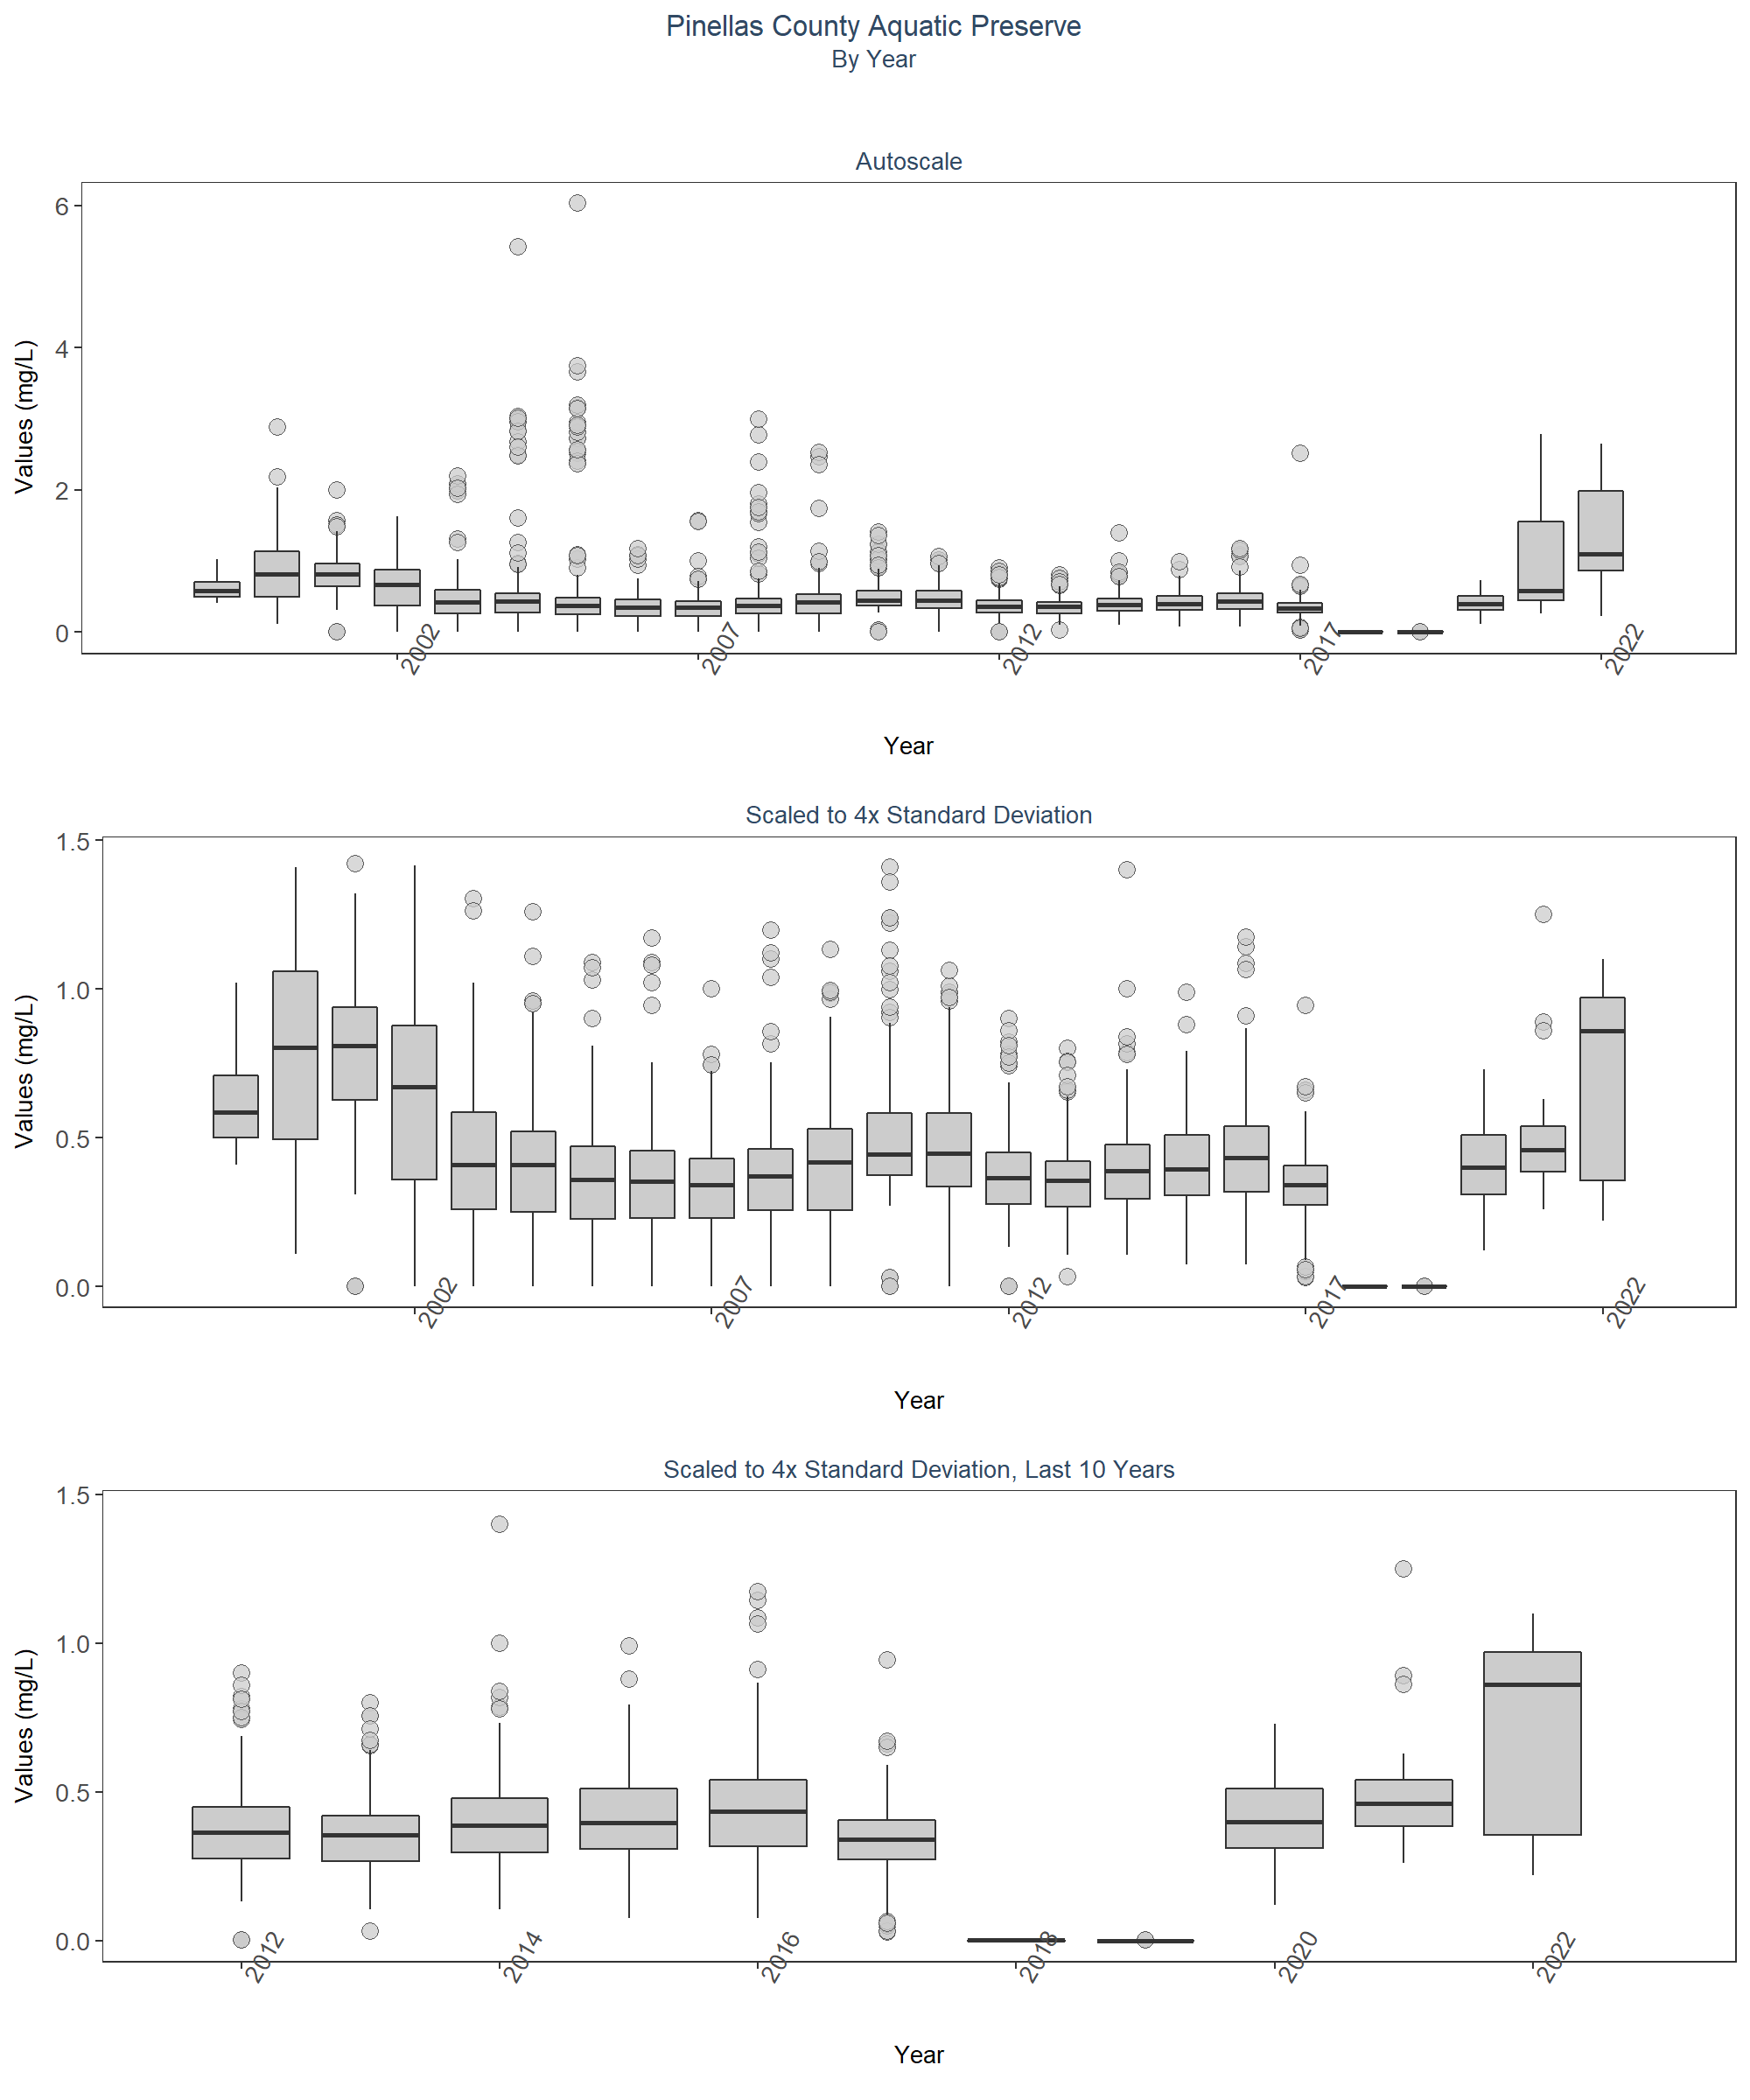 Pinellas County Aquatic Preserve
By Year
Autoscale
Values (mg/L)
6
4
2
0
2002
2007
2012
2017
2022
Year
Scaled to 4x Standard Deviation
Values (mg/L)
1.5
1.0
0.5
0.0
2002
2007
2012
2017
2022
Year
Scaled to 4x Standard Deviation, Last 10 Years
Values (mg/L)
1.5
1.0
0.5
0.0
2012
2014
2016
2018
2020
2022
Year